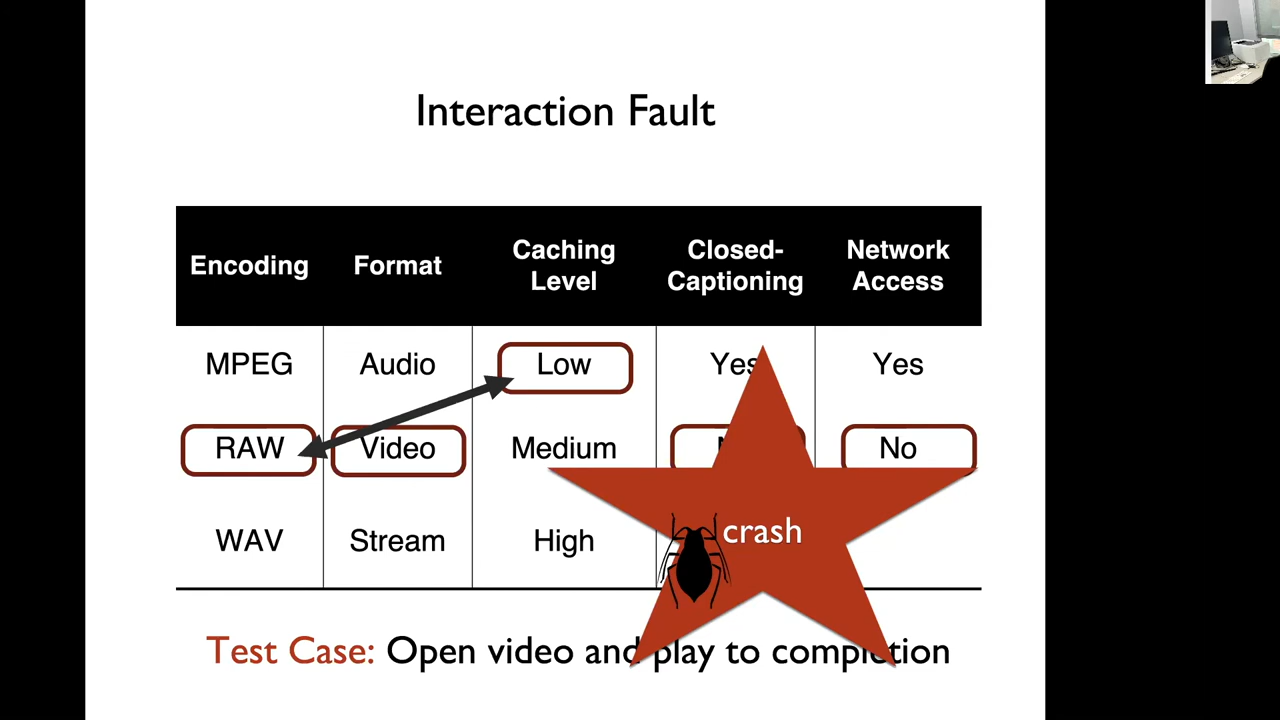 Interaction Fault
Encoding Format Caching Level Closed-Captioning Network Access
MPEG Audio Low Yes Yes
RAW Video Medium No
WAV Stream High
crash
Test Case: Open video and play to completion